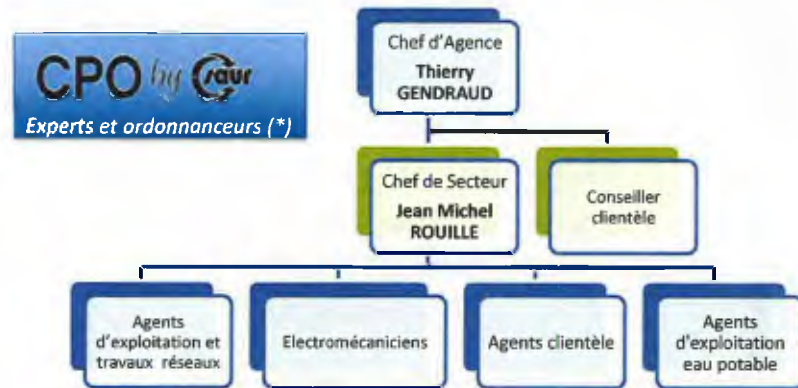 CPO by Saur
Experts et ordonnanceurs (*)
Chef d'Agence
Thierry
GENDRAUD
Chef de Secteur
Jean Michel
ROUILLE
Conseiller
clientèle
Agents
d'exploitation et
travaux réseaux
Electromécaniciens
Agents clientèle
Agents
d'exploitation
eau potable